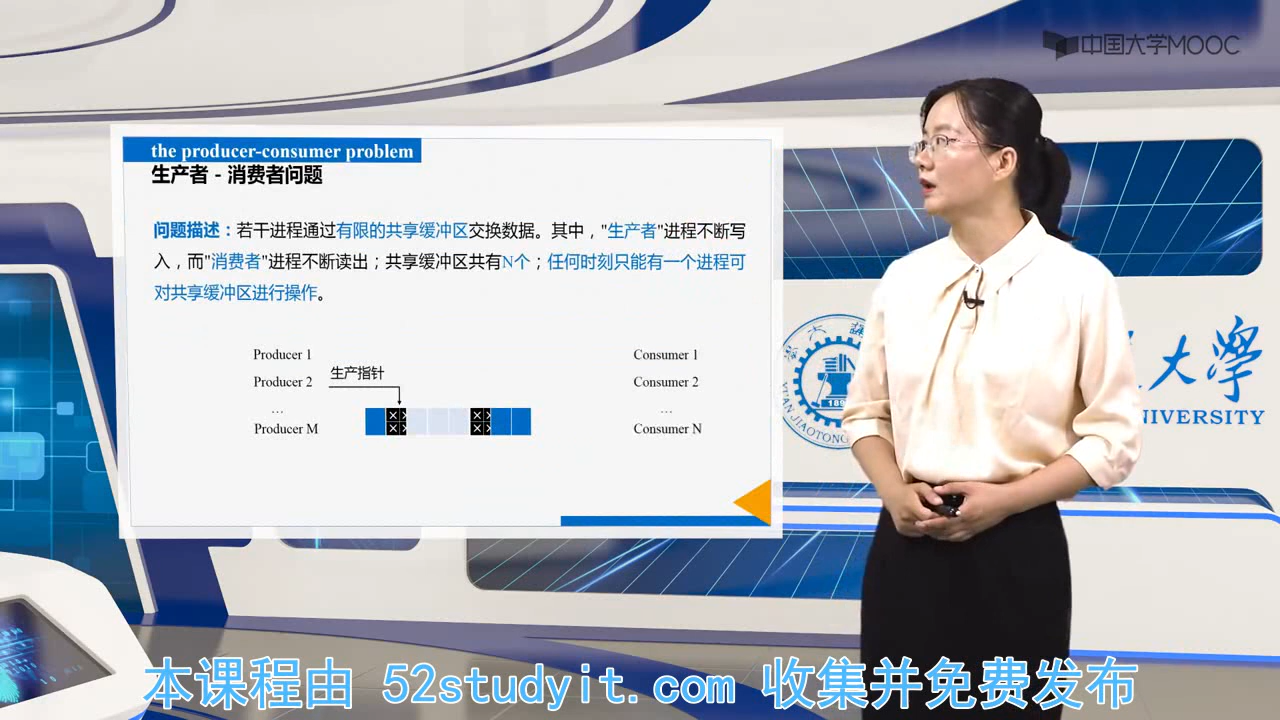 中国大学MOOC
the producer-consumer problem
生产者 - 消费者问题
问题描述：若干进程通过有限的共享缓冲区交换数据。其中，"生产者"进程不断写
入，而"消费者"进程不断读出；共享缓冲区共有N个；任何时刻只能有一个进程可
对共享缓冲区进行操作。
Producer 1
Producer 2
...
Producer M
生产指针
Consumer 1
Consumer 2
...
Consumer N
大学
NIVERSITY
189
JIAOTONG
本课程由 52studyit.com 收集并免费发布